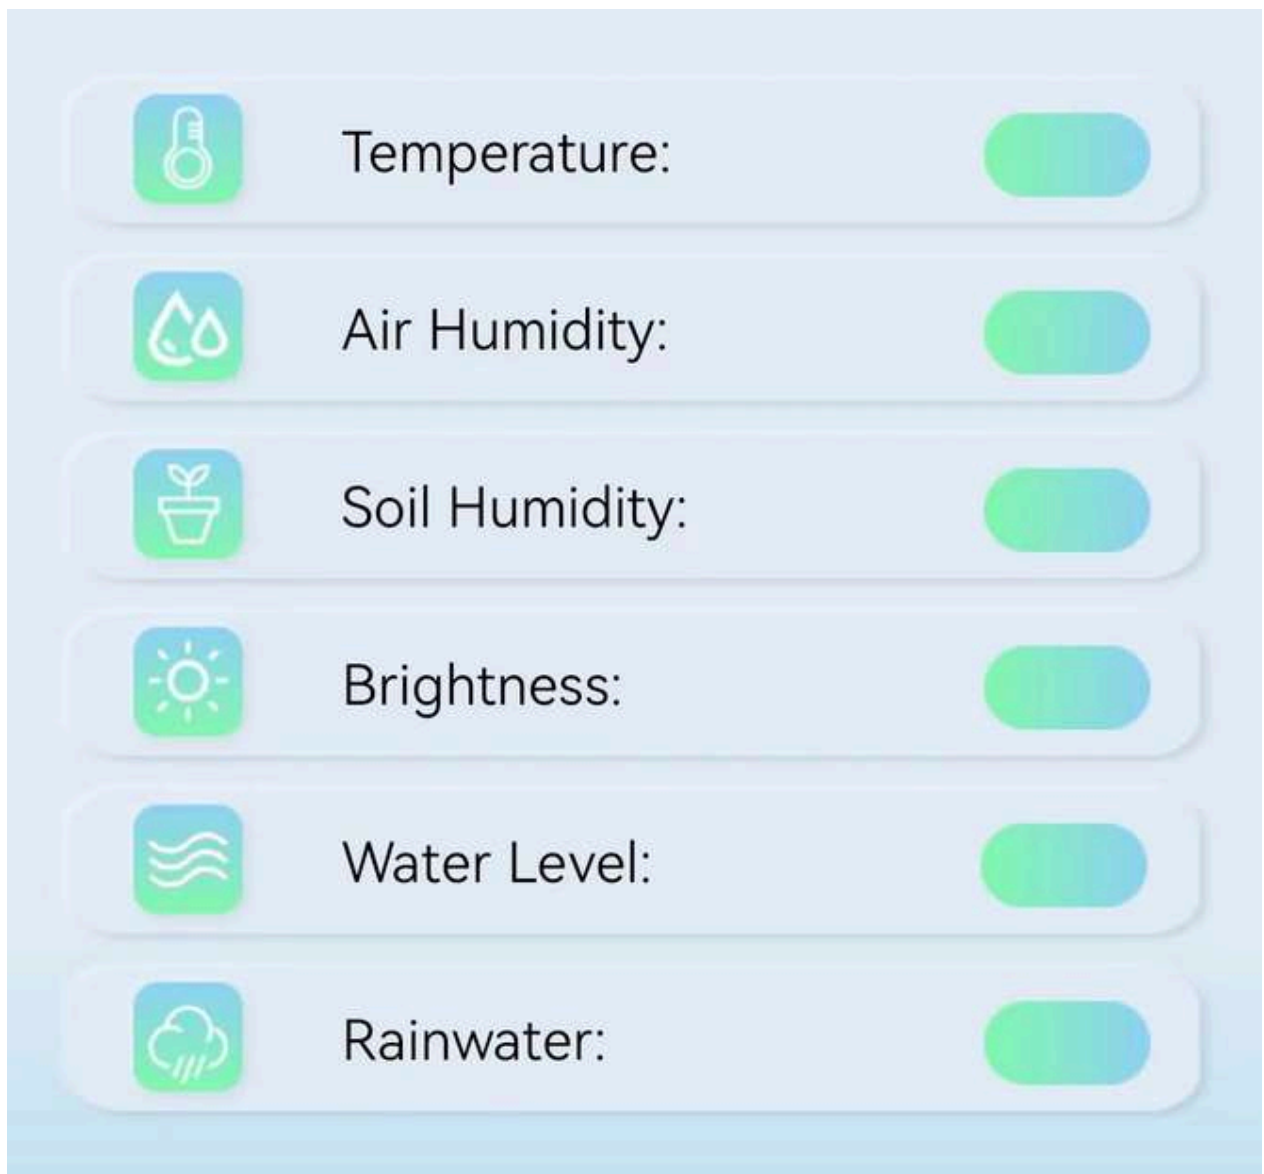 Temperature:
Air Humidity:
Soil Humidity:
Brightness:
Water Level:
Rainwater: